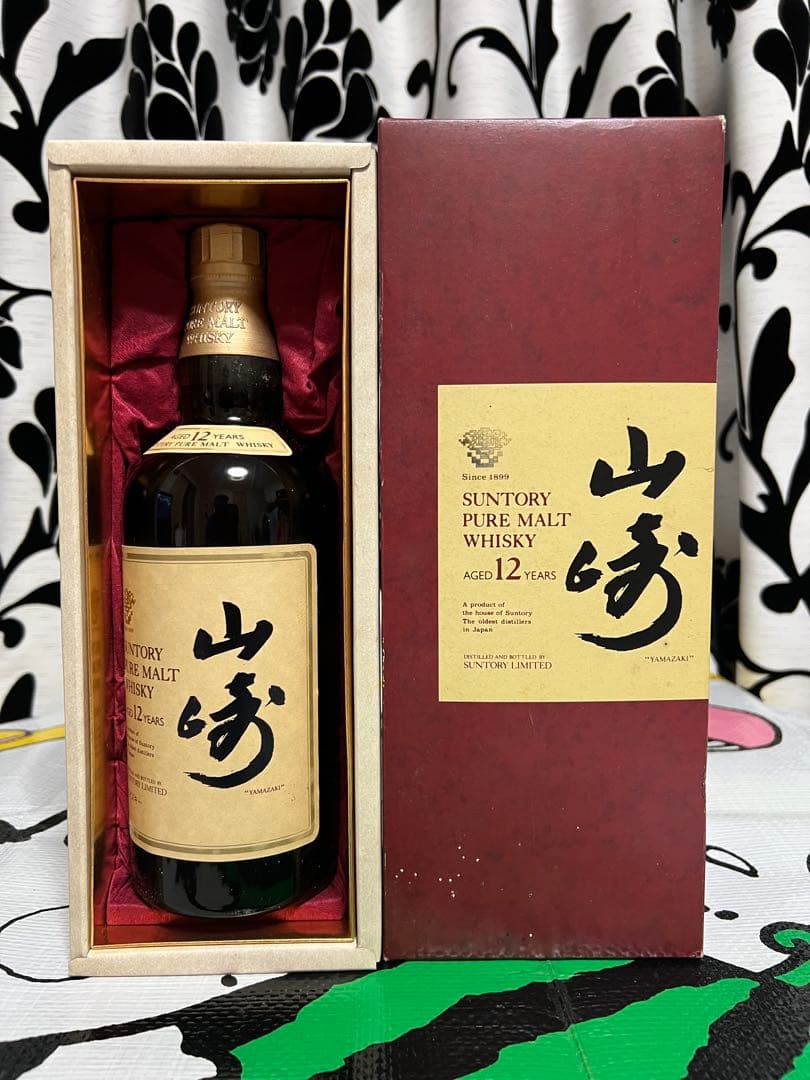 SUNTORY
PURE MALT
WHISKY
AGED 12 YEARS
PURE MALT WHISKY
SUNTORY
PURE MALT
WHISKY
12 YEARS
山崎
"YAMAZAKI"
SUNTORY LIMITED
Since 1899
SUNTORY
PURE MALT
WHISKY
AGED 12 YEARS
山崎
A product of
the house of Suntory
The oldest distillers
in Japan
DISTILLED AND BOTTLED BY
SUNTORY LIMITED
"YAMAZAKI"